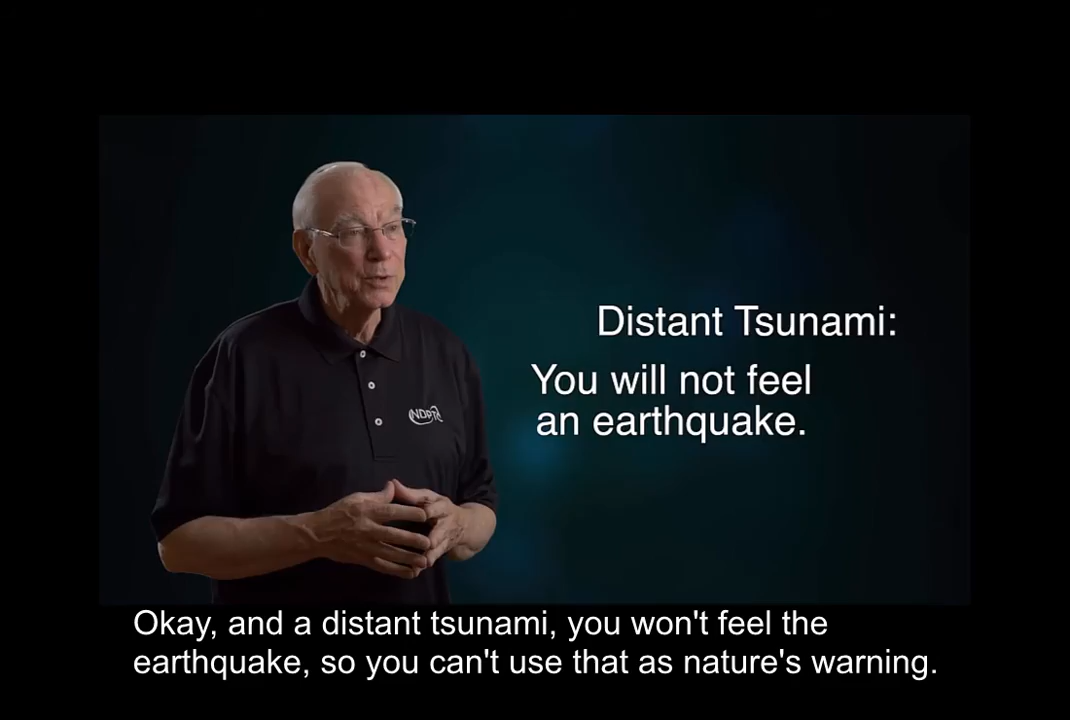 NDPTC
Distant Tsunami:
You will not feel
an earthquake.
Okay, and a distant tsunami, you won't feel the
earthquake, so you can't use that as nature's warning.